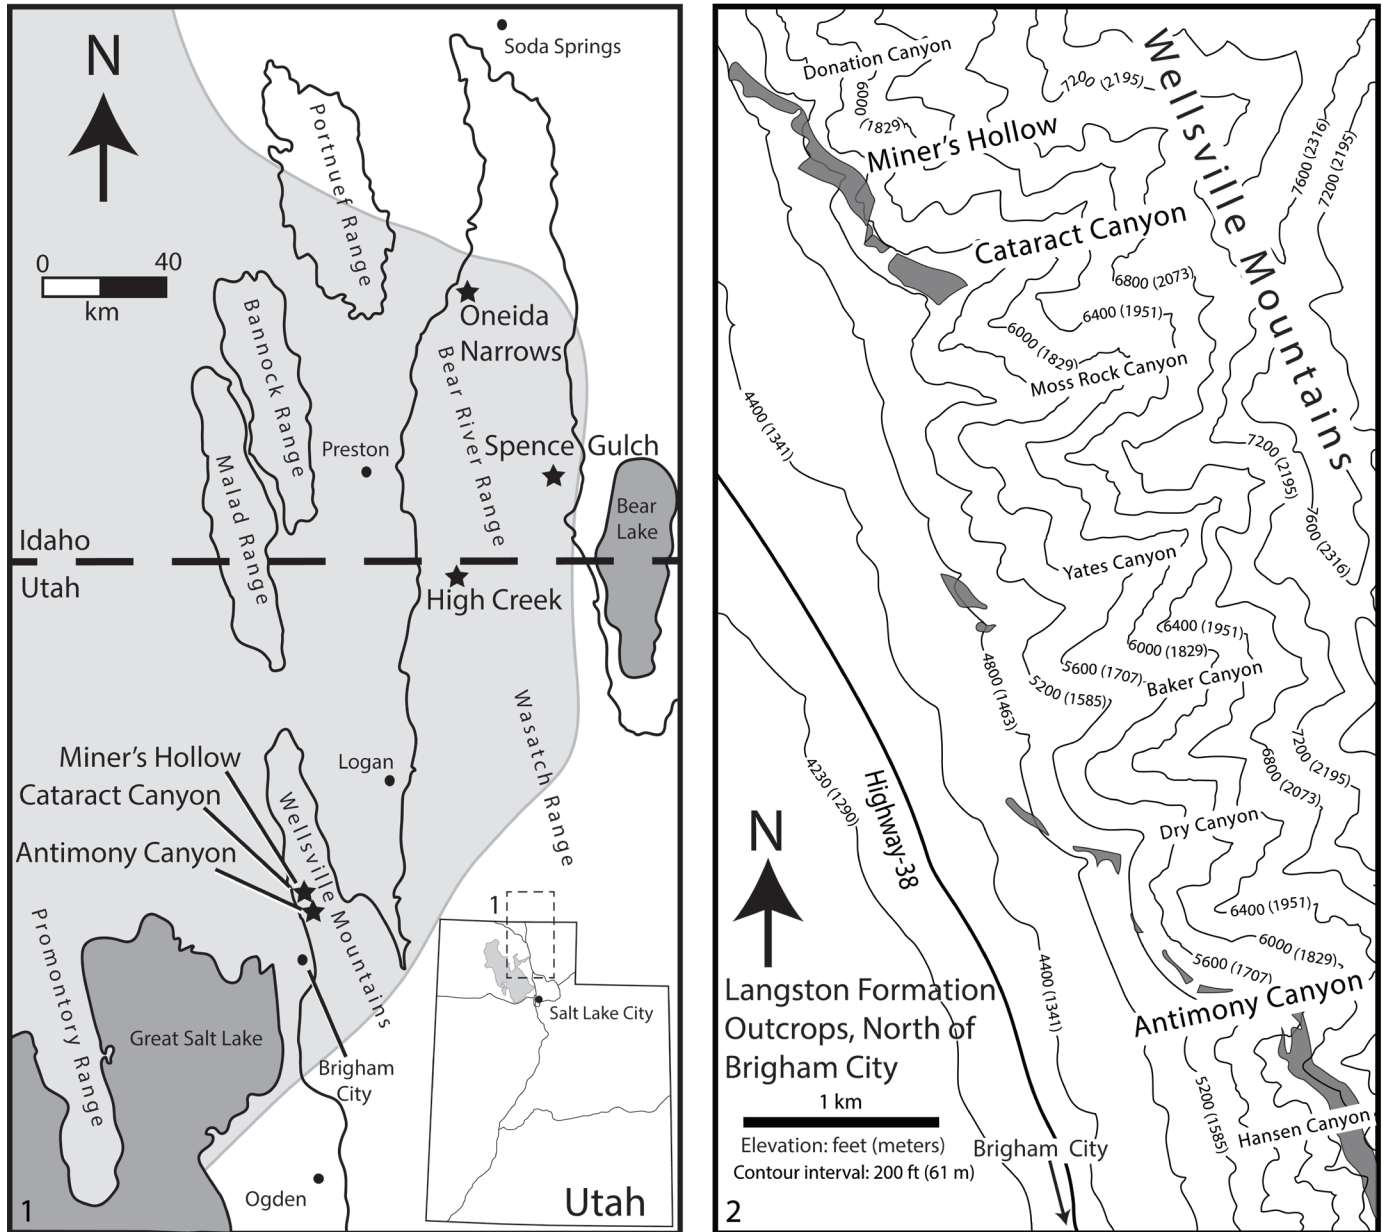 N
0 40
km
Soda Springs
Portnuef Range
Oneida
Narrows
Bannock Range
Bear River Range
Malad Range
Preston
Spence Gulch
Bear
Lake
Idaho
Utah
High Creek
Wasatch Range
Miner's Hollow
Cataract Canyon
Antimony Canyon
Logan
Wellsville Mountains
Promontory Range
Great Salt Lake
Brigham
City
Ogden
1
Salt Lake City
Utah
1
Donation Canyon
6000
(1829)
7200 (2195)
Wellsville Mountains
Miner's Hollow
7600 (2316)
7200 (2195)
Cataract Canyon
6800 (2073)
6400 (1951)
6000 (1829)
Moss Rock Canyon
4400 (1341)
7200 (2195)
7600 (2316)
Yates Canyon
6400 (1951)
6000 (1829)
5600 (1707)
Baker Canyon
5200 (1585)
4800 (1463)
7200 (2195)
6800 (2073)
4230 (1290)
Highway-38
Dry Canyon
6400 (1951)
6000 (1829)
5600 (1707)
4400 (1341)
Antimony Canyon
5200 (1585)
Hansen Canyon
N
Langston Formation
Outcrops, North of
Brigham City
1 km
Elevation: feet (meters)
Contour interval: 200 ft (61 m)
Brigham City
2